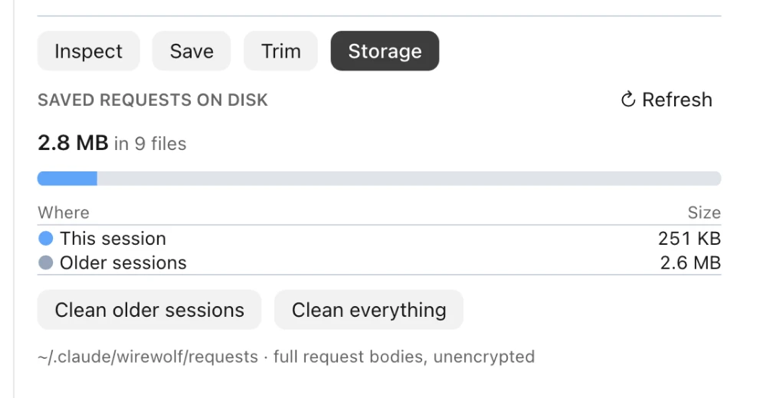 Inspect Save Trim Storage
SAVED REQUESTS ON DISK ↻ Refresh
2.8 MB in 9 files
Where Size
This session 251 KB
Older sessions 2.6 MB
Clean older sessions Clean everything
~/.claude/wirewolf/requests · full request bodies, unencrypted